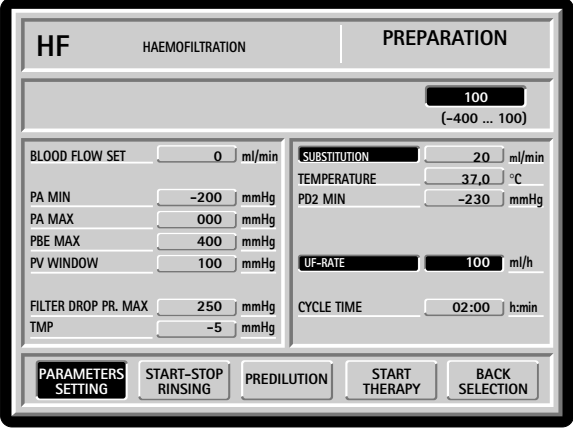 HF HAEMOFILTRATION PREPARATION
100
(-400 ... 100)
BLOOD FLOW SET 0 ml/min
PA MIN -200 mmHg
PA MAX 000 mmHg
PBE MAX 400 mmHg
PV WINDOW 100 mmHg
FILTER DROP PR. MAX 250 mmHg
TMP -5 mmHg
SUBSTITUTION 20 ml/min
TEMPERATURE 37,0 °C
PD2 MIN -230 mmHg
UF-RATE 100 ml/h
CYCLE TIME 02:00 h:min
PARAMETERS SETTING
START-STOP RINSING
PREDILUTION
START THERAPY
BACK SELECTION